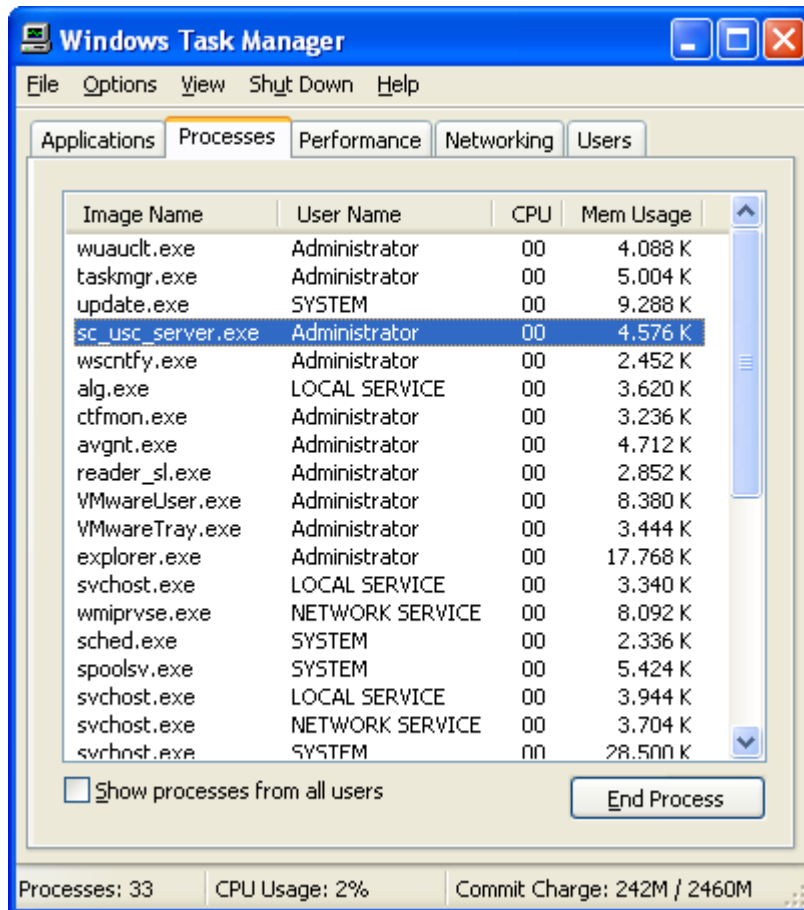 Windows Task Manager
File Options View Shut Down Help
Applications Processes Performance Networking Users
Image Name User Name CPU Mem Usage
wuauclt.exe Administrator 00 4.088 K
taskmgr.exe Administrator 00 5.004 K
update.exe SYSTEM 00 9.288 K
sc_usc_server.exe Administrator 00 4.576 K
wscntfy.exe Administrator 00 2.452 K
alg.exe LOCAL SERVICE 00 3.620 K
ctfmon.exe Administrator 00 3.236 K
avgnt.exe Administrator 00 4.712 K
reader_sl.exe Administrator 00 2.852 K
VMwareUser.exe Administrator 00 8.380 K
VMwareTray.exe Administrator 00 3.444 K
explorer.exe Administrator 00 17.768 K
svchost.exe LOCAL SERVICE 00 3.340 K
wmiprvse.exe NETWORK SERVICE 00 8.092 K
sched.exe SYSTEM 00 2.336 K
spoolsv.exe SYSTEM 00 5.424 K
svchost.exe LOCAL SERVICE 00 3.944 K
svchost.exe NETWORK SERVICE 00 3.704 K
svchost.exe SYSTEM 00 28.500 K
Show processes from all users
End Process
Processes: 33 CPU Usage: 2% Commit Charge: 242M / 2460M